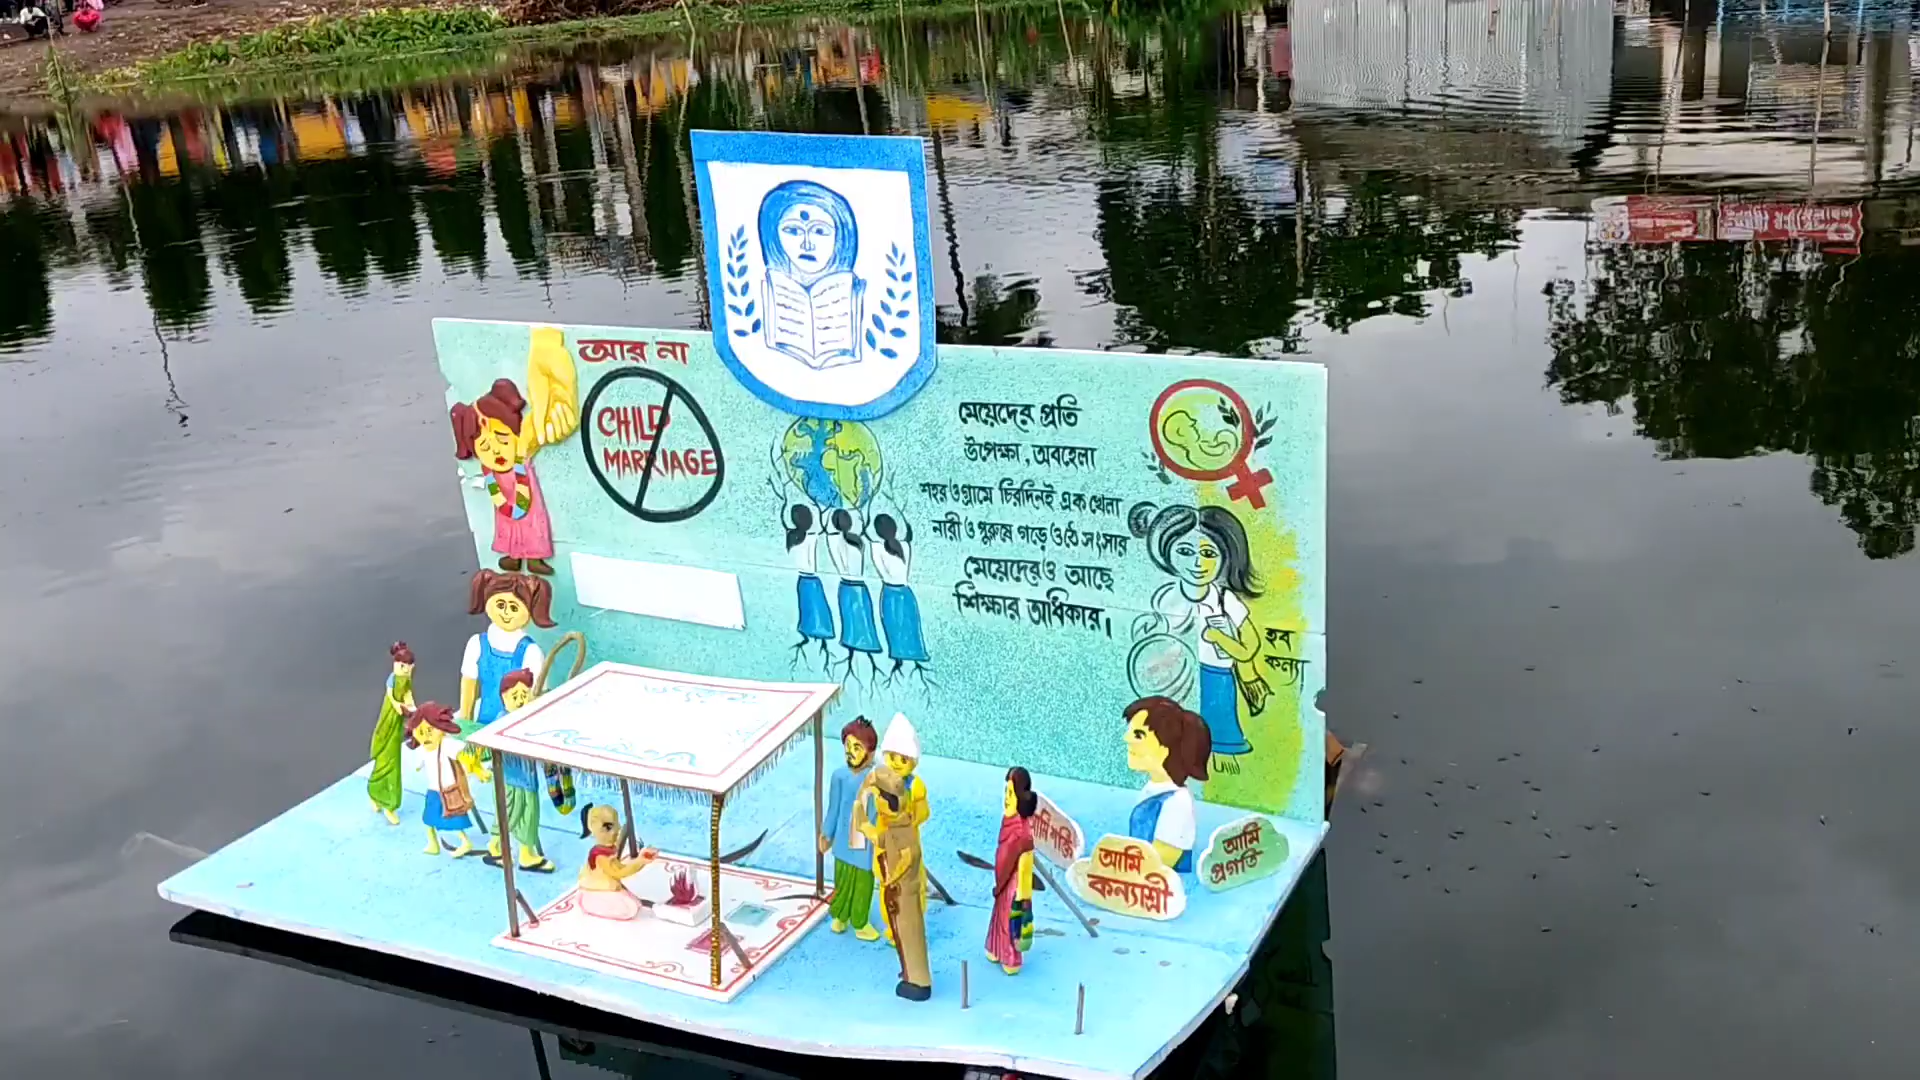 আর না
CHILD
MARRIAGE
মেয়েদের প্রতি
উপেক্ষা, অবহেলা
শহর ও গ্রামে চিরদিনই এক খেলা
নারী ও পুরুষে গড়ে ওঠে সংসার
মেয়েদেরও আছে
শিক্ষার অধিকার।
হব
কন্যা
আমি শক্তি
আমি
কন্যাশ্রী
আমি
প্রগতি